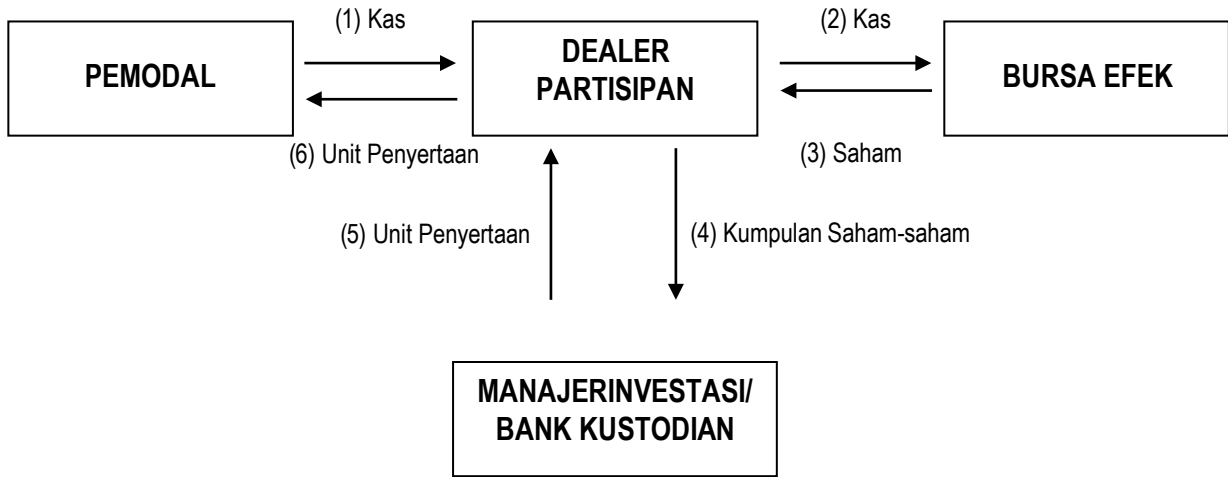 (1) Kas
(2) Kas
PEMODAL
DEALER
PARTISIPAN
BURSA EFEK
(6) Unit Penyertaan
(3) Saham
(5) Unit Penyertaan
(4) Kumpulan Saham-saham
MANAJERINVESTASI/
BANK KUSTODIAN